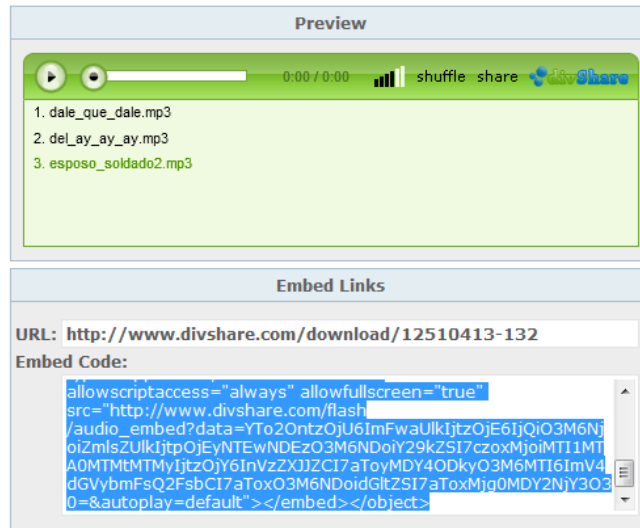 Preview
0:00 / 0:00 shuffle share divShare
1. dale_que_dale.mp3
2. del_ay_ay_ay.mp3
3. esposo_soldado2.mp3
Embed Links
URL: http://www.divshare.com/download/12510413-132
Embed Code:
allowscriptaccess="always" allowfullscreen="true"
src="http://www.divshare.com/flash
/audio_embed?data=YTo2OntzOjU6ImFwaUlkIjtzOjE6IjQiO3M6Nj
oiZmlsZUlkIjtpOjEyNTEwNDEzO3M6NDoiY29kZSI7czoxMjoiMTI1MT
A0MTMtMTMyIjtzOjY6InVzZXJJZCI7aToyMDY4ODkyO3M6MTI6ImV4
dGVybmFsQ2FsbCI7aToxO3M6NDoidGltZSI7aToxMjg0MDY2NjY3O3
0=&autoplay=default"></embed></object>